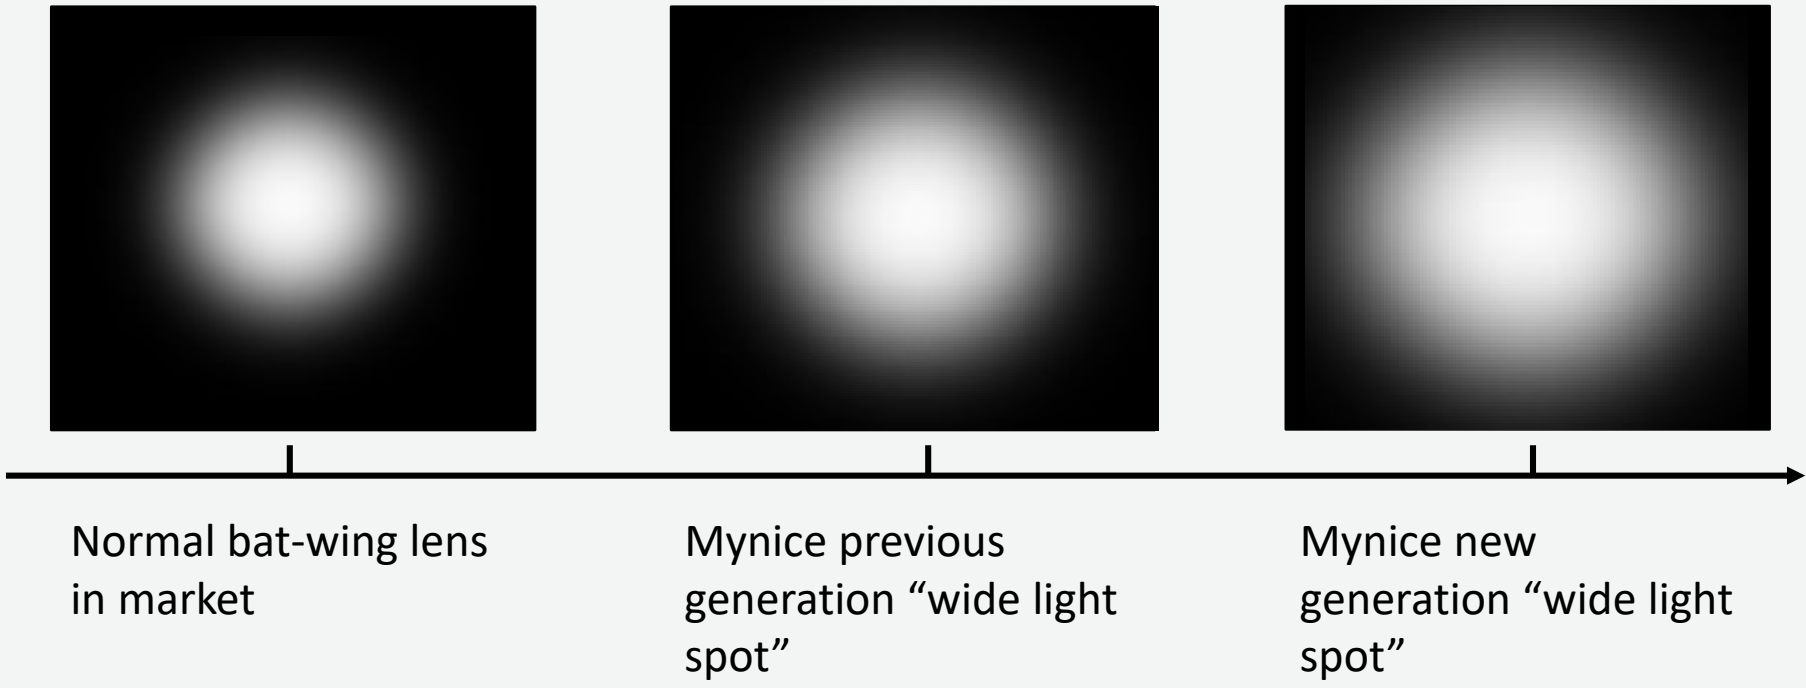 Normal bat-wing lens
in market
Mynice previous
generation “wide light
spot”
Mynice new
generation “wide light
spot”